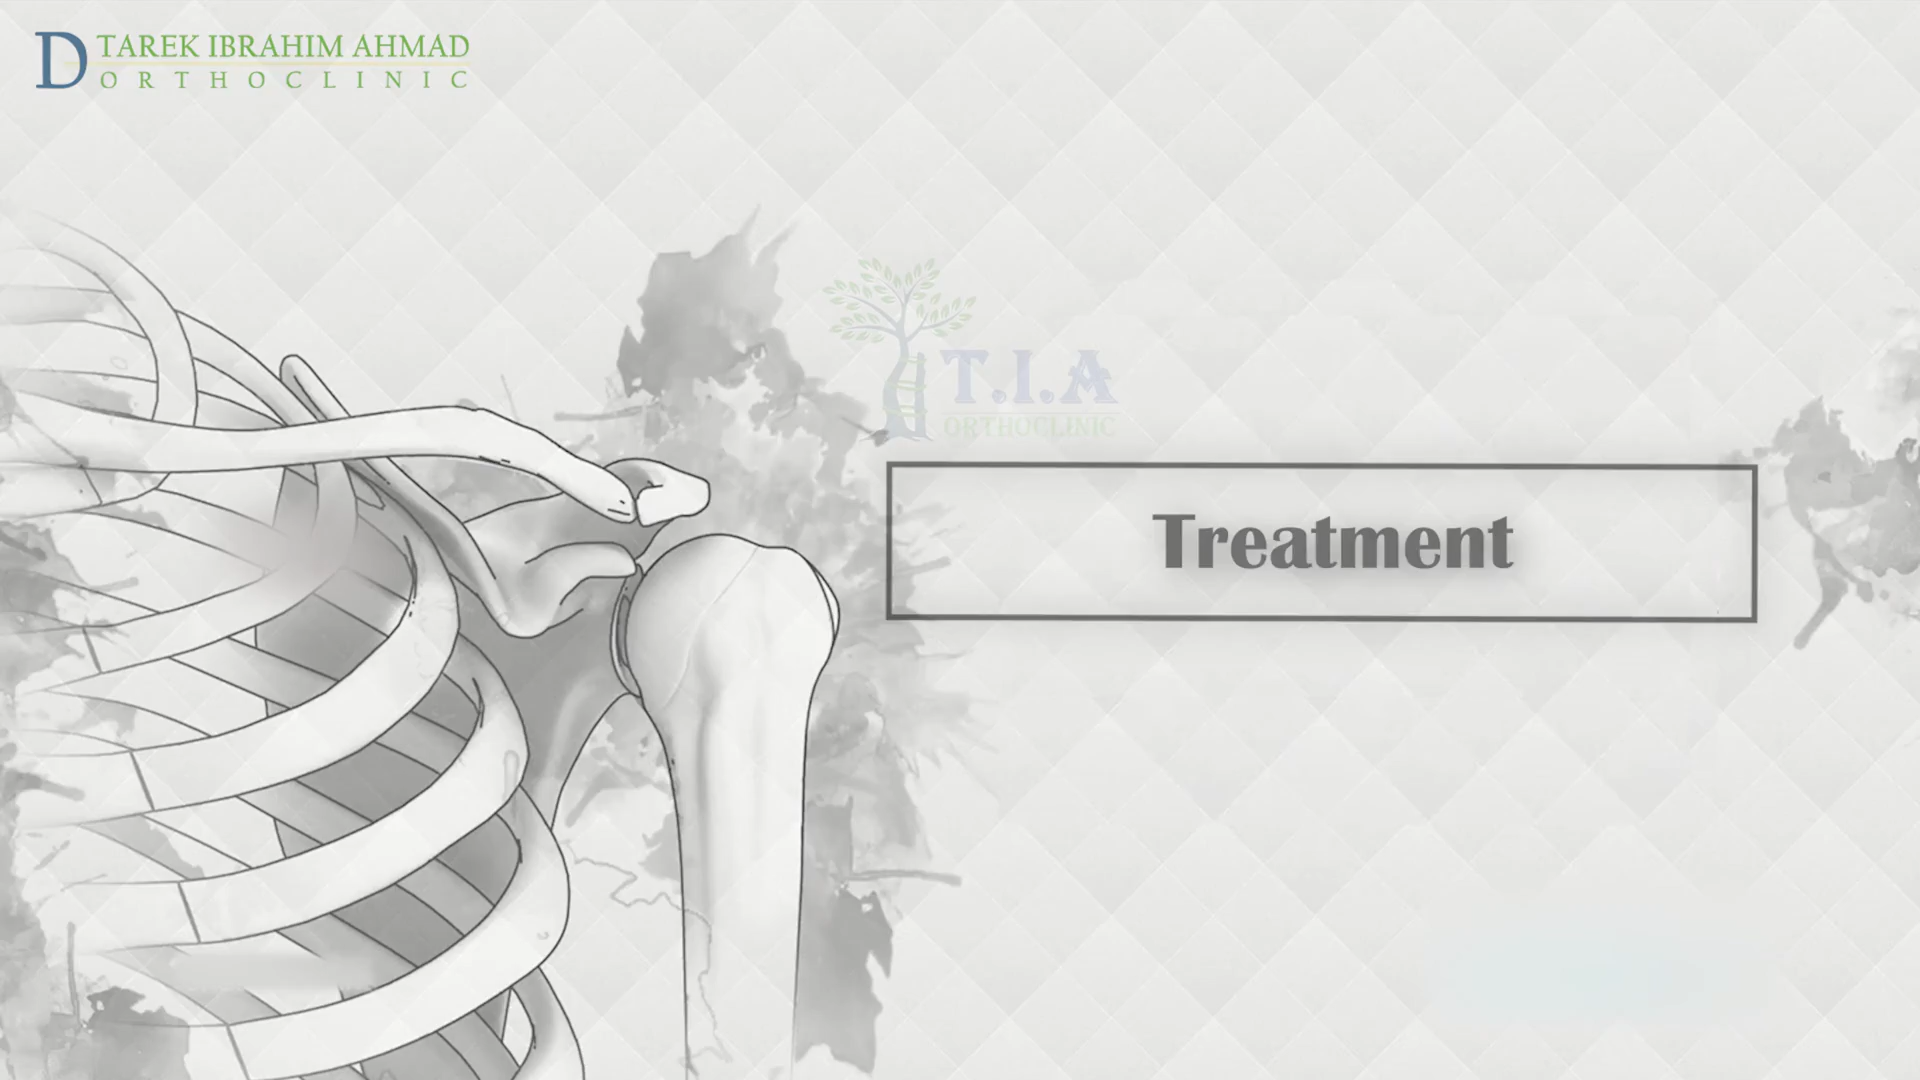 D TAREK IBRAHIM AHMAD
ORTHOCLINIC
T.I.A
ORTHOCLINIC
Treatment